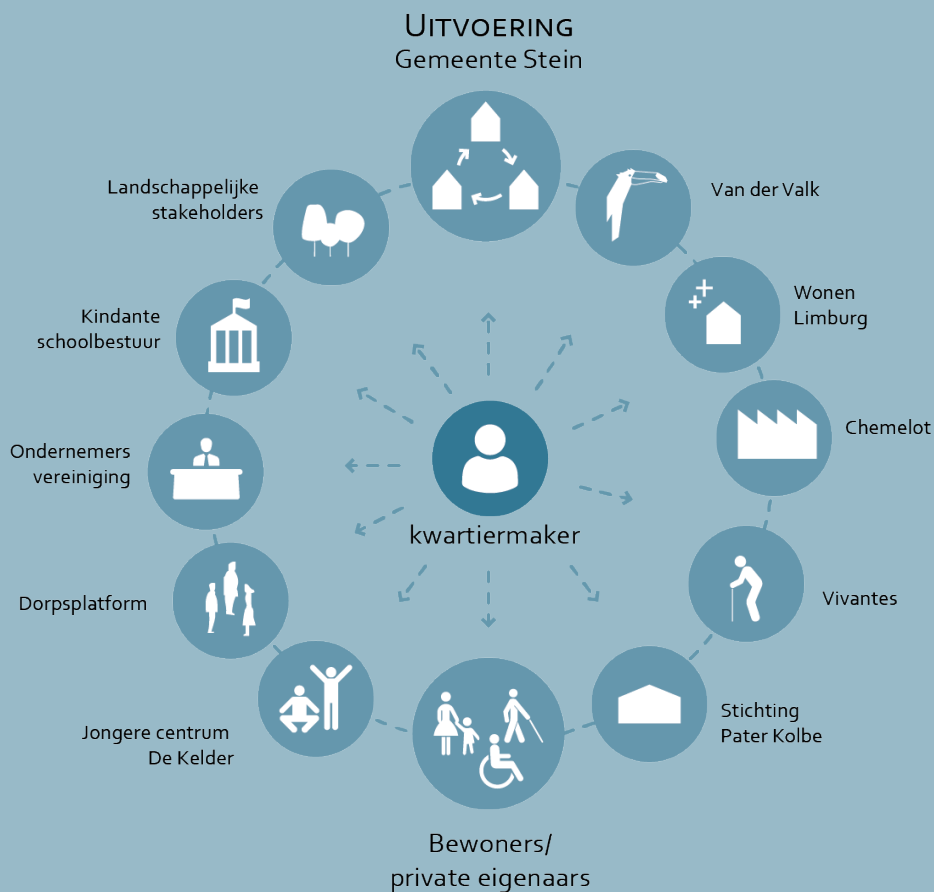 UITVOERING
Gemeente Stein
Landschappelijke
stakeholders
Van der Valk
Kindante
schoolbestuur
Wonen
Limburg
Ondernemers
vereiniging
Chemelot
kwartiermaker
Dorpsplatform
Vivantes
Jongere centrum
De Kelder
Stichting
Pater Kolbe
Bewoners/
private eigenaars